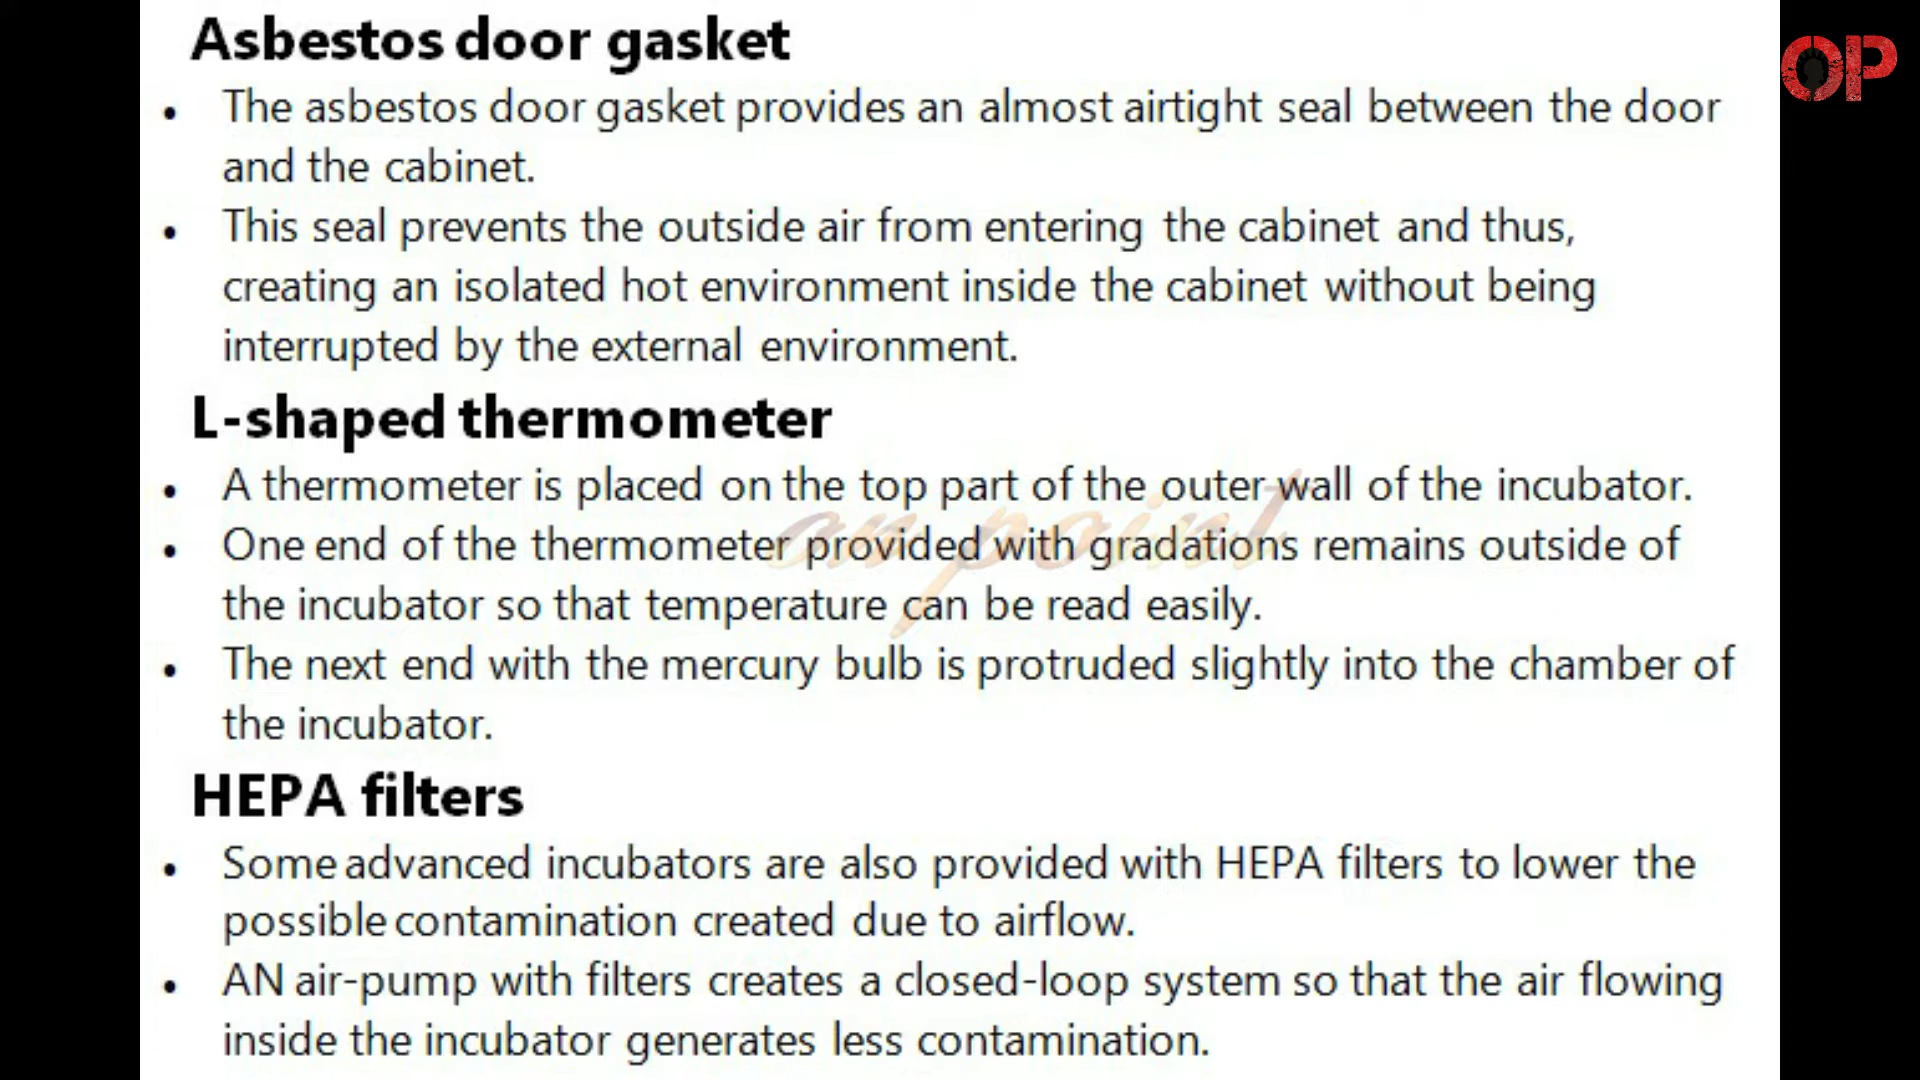 Asbestos door gasket
OP
• The asbestos door gasket provides an almost airtight seal between the door
and the cabinet.
• This seal prevents the outside air from entering the cabinet and thus,
creating an isolated hot environment inside the cabinet without being
interrupted by the external environment.
L-shaped thermometer
• A thermometer is placed on the top part of the outer wall of the incubator.
on point
• One end of the thermometer provided with gradations remains outside of
the incubator so that temperature can be read easily.
• The next end with the mercury bulb is protruded slightly into the chamber of
the incubator.
HEPA filters
• Some advanced incubators are also provided with HEPA filters to lower the
possible contamination created due to airflow.
• AN air-pump with filters creates a closed-loop system so that the air flowing
inside the incubator generates less contamination.